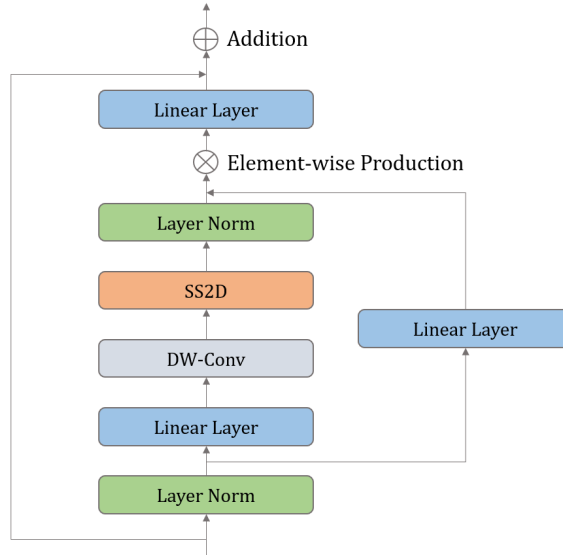 Addition
Linear Layer
Element-wise Production
Layer Norm
SS2D
Linear Layer
DW-Conv
Linear Layer
Layer Norm